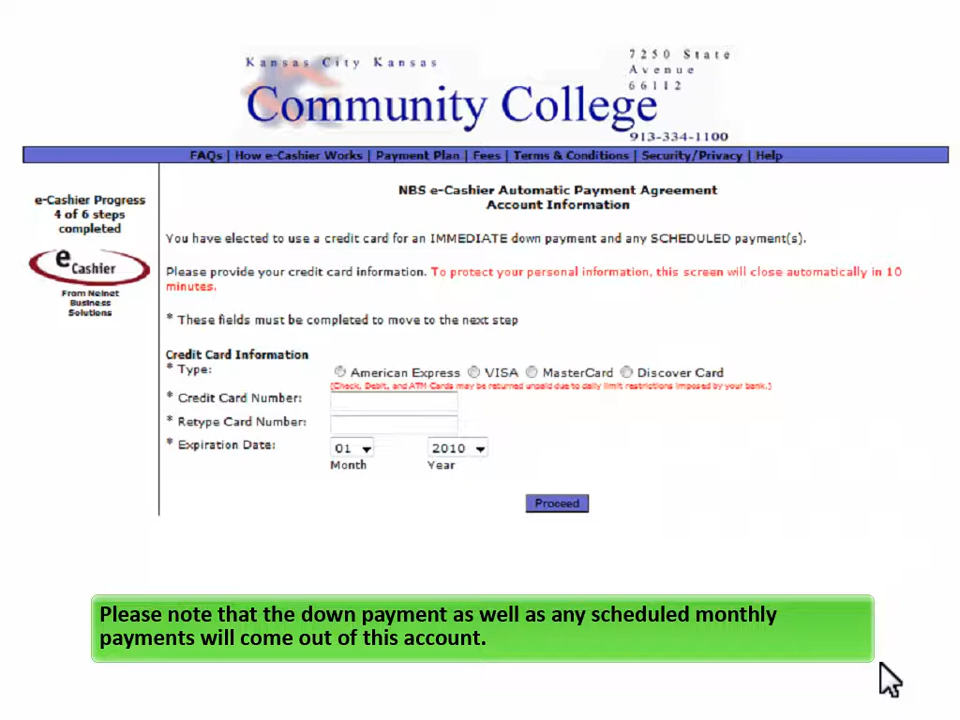 Kansas City Kansas
Community College
7250 State
Avenue
66112
913-334-1100
FAQs | How e-Cashier Works | Payment Plan | Fees | Terms & Conditions | Security/Privacy | Help
e-Cashier Progress
4 of 6 steps
completed
e Cashier
From Nelnet
Business
Solutions
NBS e-Cashier Automatic Payment Agreement
Account Information
You have elected to use a credit card for an IMMEDIATE down payment and any SCHEDULED payment(s).
Please provide your credit card information. To protect your personal information, this screen will close automatically in 10
minutes.
* These fields must be completed to move to the next step
Credit Card Information
* Type: American Express VISA MasterCard Discover Card
(Check, Debit, and ATM Cards may be returned unpaid due to daily limit restrictions imposed by your bank.)
* Credit Card Number:
* Retype Card Number:
* Expiration Date: 01 2010
Month Year
Proceed
Please note that the down payment as well as any scheduled monthly
payments will come out of this account.